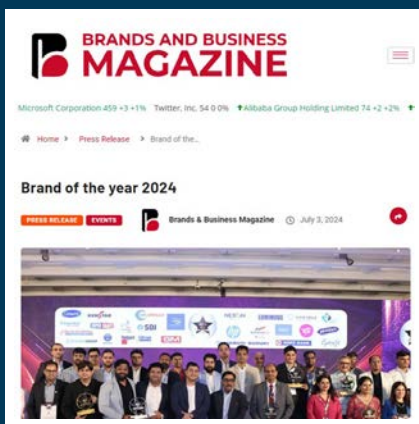 BRANDS AND BUSINESS
MAGAZINE
Microsoft Corporation 459 +3 +1% Twitter, Inc. 54 0 0% Alibaba Group Holding Limited 74 +2 +2%
Home > Press Release > Brand of the...
Brand of the year 2024
PRESS RELEASE EVENTS Brands & Business Magazine July 3, 2024
SDI
hp